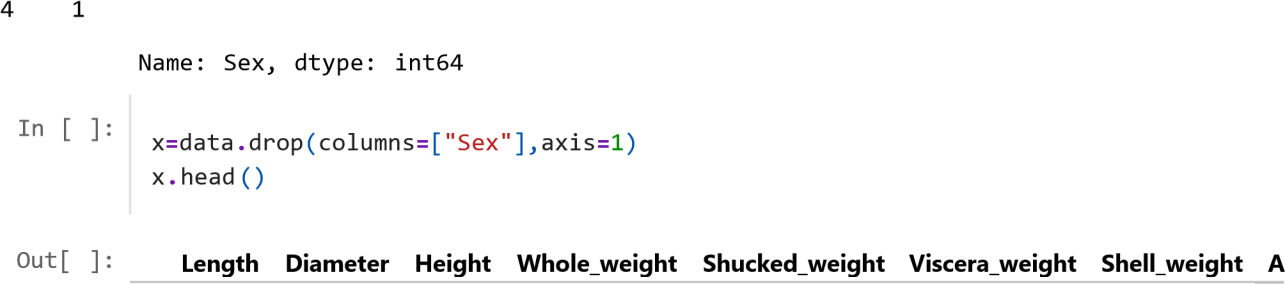 4 1
Name: Sex, dtype: int64
In [ ]:
x=data.drop(columns=["Sex"],axis=1)
x.head()
Out[ ]:
Length Diameter Height Whole_weight Shucked_weight Viscera_weight Shell_weight A